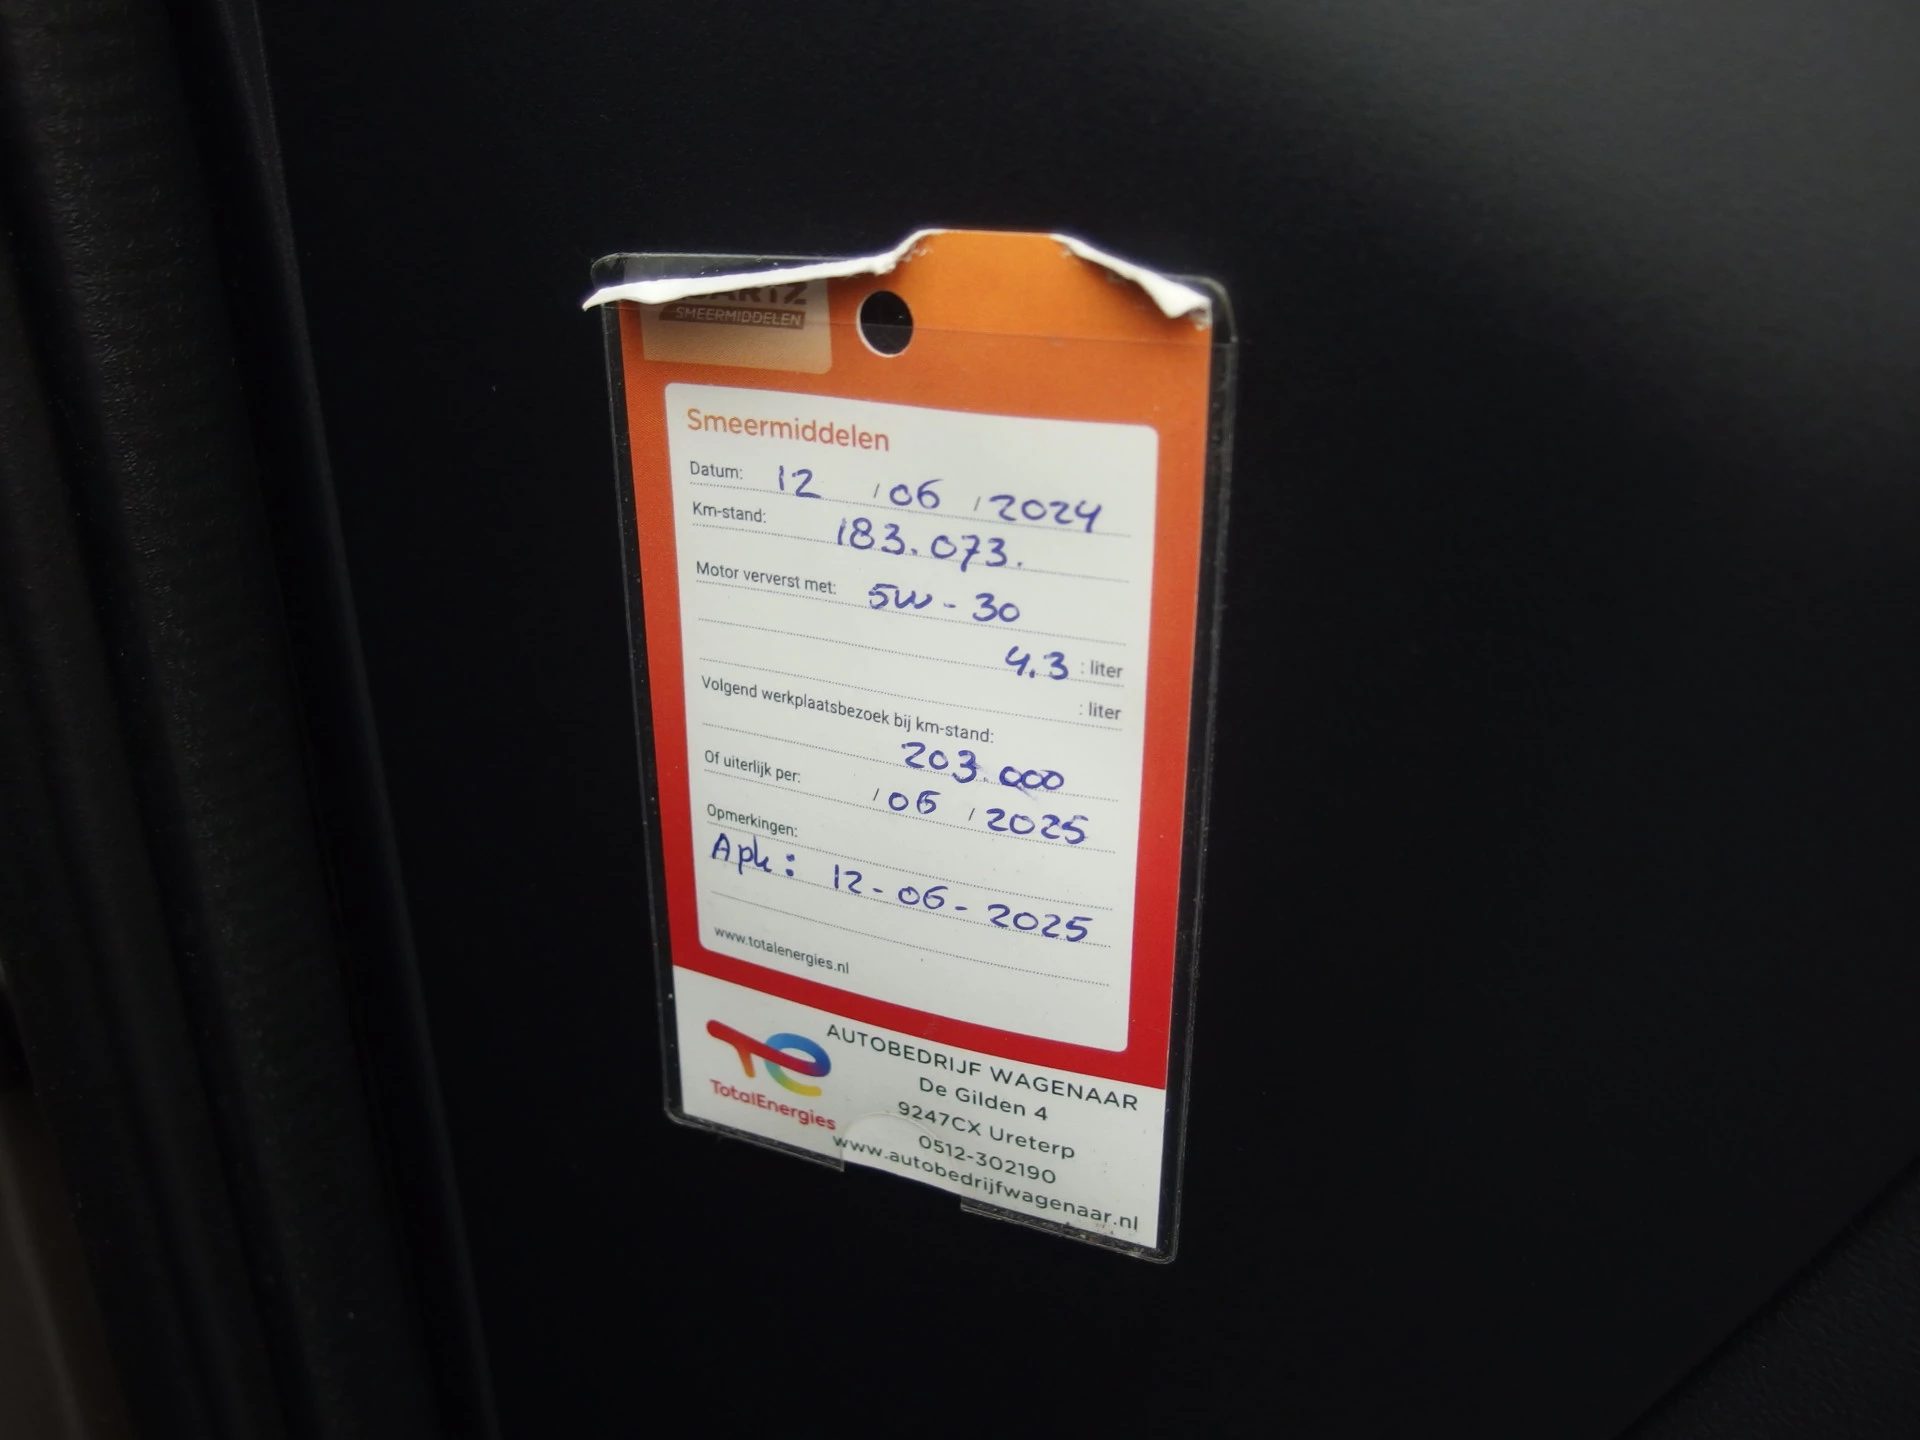 SMEERMIDDELEN
Smeermiddelen
Datum: 12 / 06 / 2024
Km-stand: 183.073.
Motor ververst met: 5W-30
4.3 : liter
: liter
Volgend werkplaatsbezoek bij km-stand:
203.000
Of uiterlijk per: / 06 / 2025
Opmerkingen:
Apk: 12-06-2025
www.totalenergies.nl
TotalEnergies
AUTOBEDRIJF WAGENAAR
De Gilden 4
9247CX Ureterp
0512-302190
www.autobedrijfwagenaar.nl